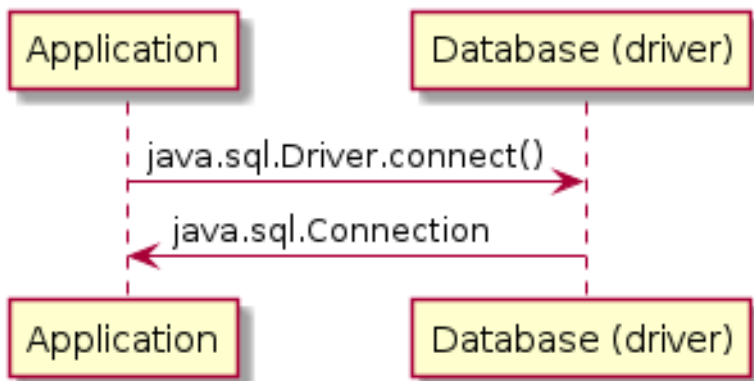 Application
Database (driver)
java.sql.Driver.connect()
java.sql.Connection
Application
Database (driver)